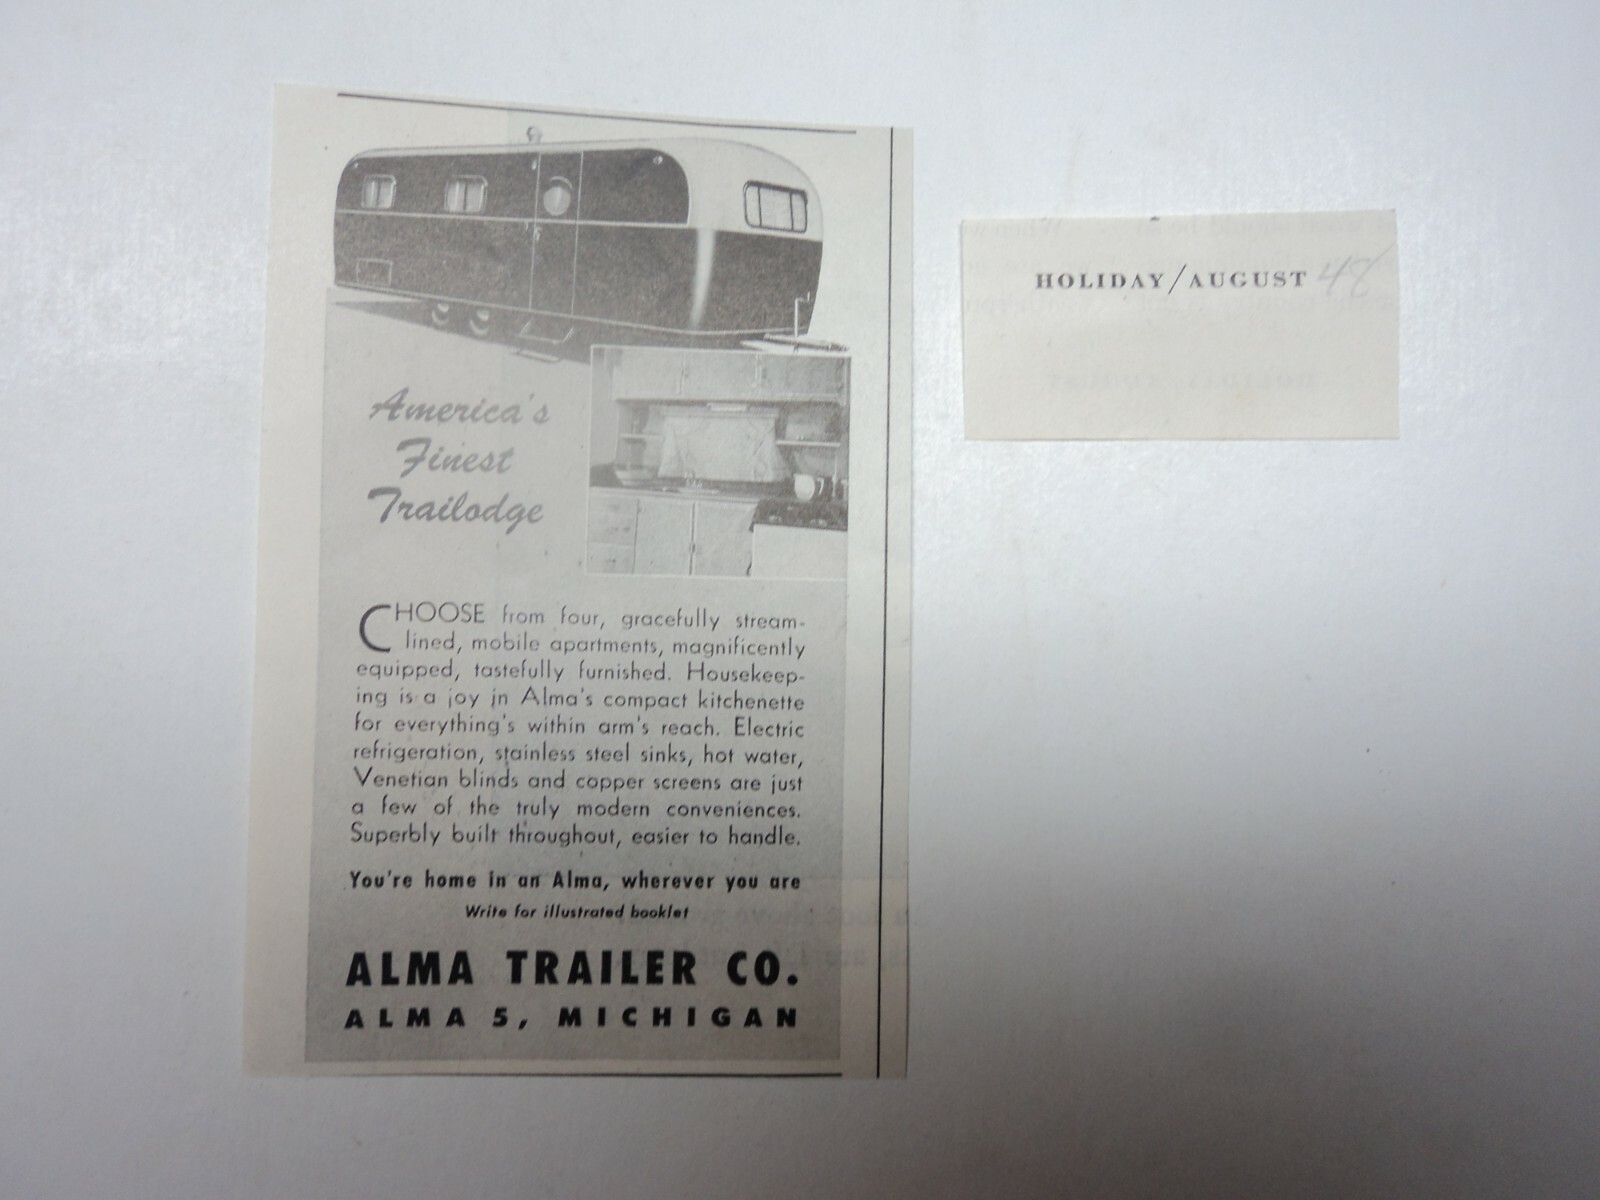 America's
Finest
Trailodge
CHOOSE from four, gracefully stream-
lined, mobile apartments, magnificently
equipped, tastefully furnished. Housekeep-
ing is a joy in Alma's compact kitchenette
for everything's within arm's reach. Electric
refrigeration, stainless steel sinks, hot water,
Venetian blinds and copper screens are just
a few of the truly modern conveniences.
Superbly built throughout, easier to handle.
You're home in an Alma, wherever you are
Write for illustrated booklet
ALMA TRAILER CO.
ALMA 5, MICHIGAN
HOLIDAY/AUGUST 48